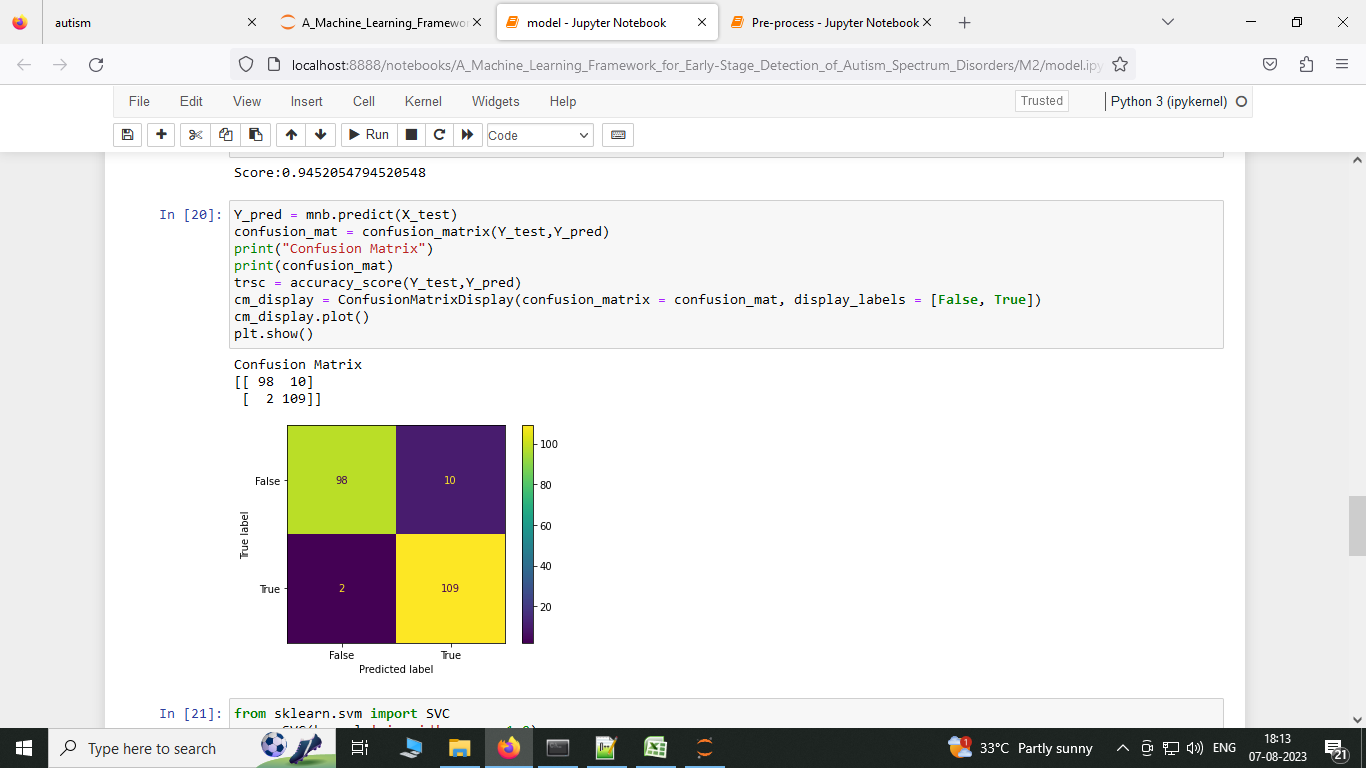 autism
A_Machine_Learning_Framewor
model - Jupyter Notebook
Pre-process - Jupyter Notebook
localhost:8888/notebooks/A_Machine_Learning_Framework_for_Early-Stage_Detection_of_Autism_Spectrum_Disorders/M2/model.ipy
File Edit View Insert Cell Kernel Widgets Help
Trusted
Python 3 (ipykernel)
Run
Code
Score:0.9452054794520548
In [20]:
Y_pred = mnb.predict(X_test)
confusion_mat = confusion_matrix(Y_test,Y_pred)
print("Confusion Matrix")
print(confusion_mat)
trsc = accuracy_score(Y_test,Y_pred)
cm_display = ConfusionMatrixDisplay(confusion_matrix = confusion_mat, display_labels = [False, True])
cm_display.plot()
plt.show()
Confusion Matrix
[[ 98  10]
 [  2 109]]
100
False 98 10
80
60
True label
40
True 2 109
20
False True
Predicted label
In [21]:
from sklearn.svm import SVC
Type here to search
1
33°C Partly sunny
ENG
18:13
07-08-2023
21